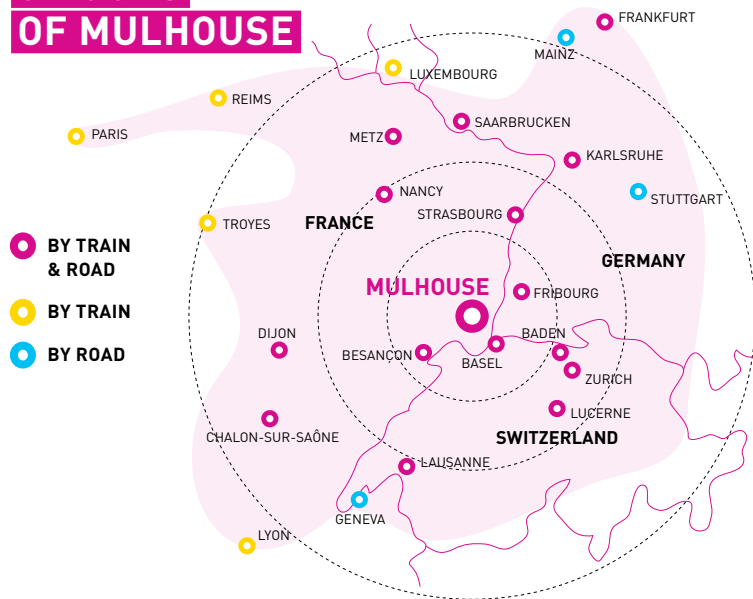 OF MULHOUSE
FRANKFURT
MAINZ
LUXEMBOURG
REIMS
PARIS
METZ
SAARBRUCKEN
KARLSRUHE
NANCY
STUTTGART
STRASBOURG
TROYES
FRANCE
BY TRAIN
& ROAD
GERMANY
MULHOUSE
FRIBOURG
BY TRAIN
DIJON
BADEN
BESANÇON
BY ROAD
BASEL
ZURICH
LUCERNE
CHALON-SUR-SAÔNE
SWITZERLAND
LAUSANNE
GENEVA
LYON